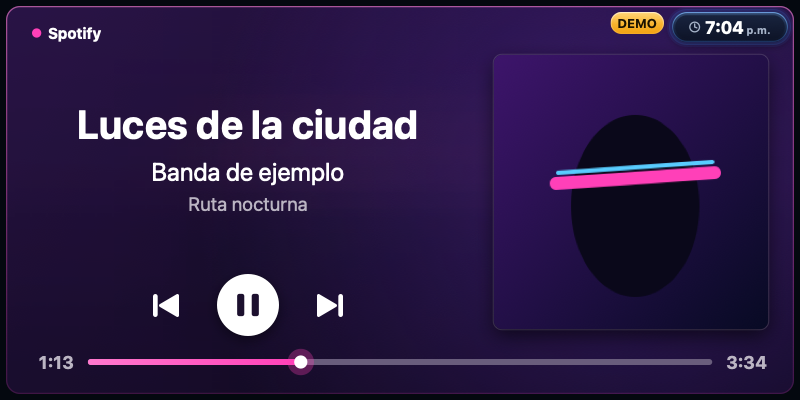 Spotify
DEMO
7:04 p.m.
Luces de la ciudad
Banda de ejemplo
Ruta nocturna
1:13
3:34